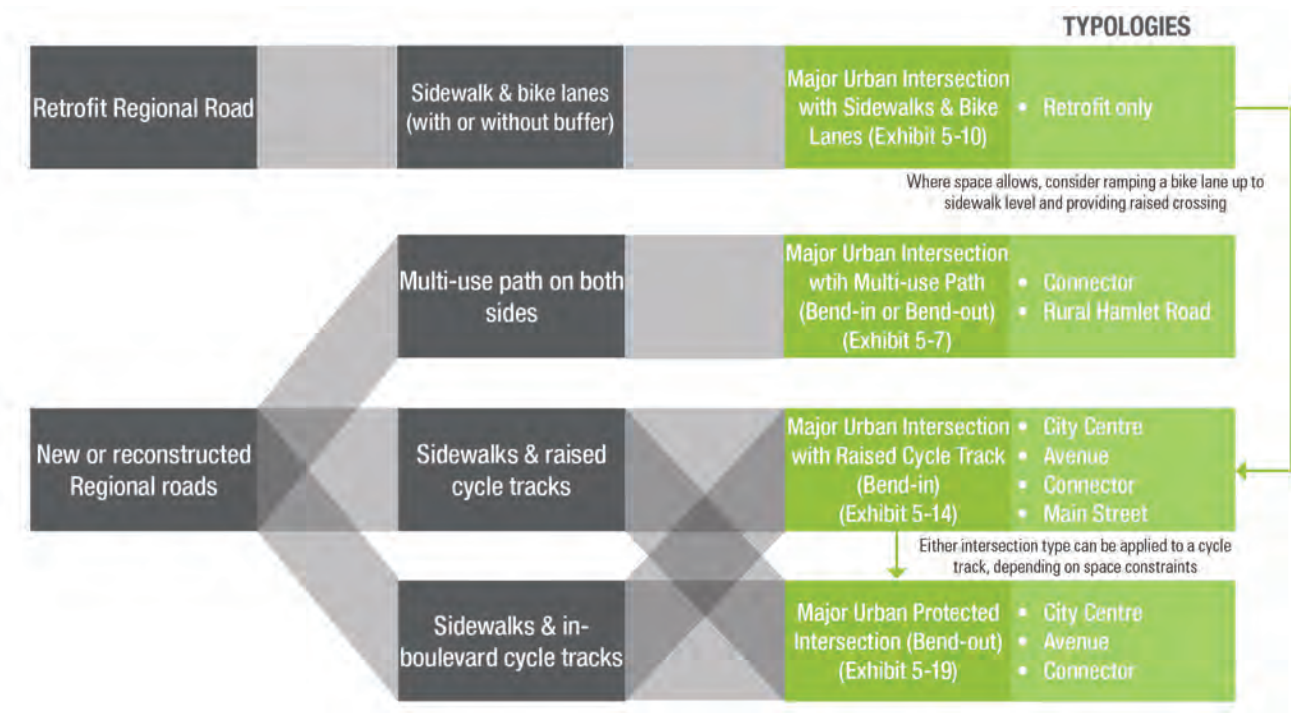 TYPOLOGIES
Retrofit Regional Road
Sidewalk & bike lanes
(with or without buffer)
Major Urban Intersection
with Sidewalks & Bike
Lanes (Exhibit 5-10)
• Retrofit only
Where space allows, consider ramping a bike lane up to
sidewalk level and providing raised crossing
Multi-use path on both
sides
Major Urban Intersection
wtih Multi-use Path
(Bend-in or Bend-out)
(Exhibit 5-7)
• Connector
• Rural Hamlet Road
New or reconstructed
Regional roads
Sidewalks & raised
cycle tracks
Major Urban Intersection
with Raised Cycle Track
(Bend-in)
(Exhibit 5-14)
• City Centre
• Avenue
• Connector
• Main Street
Either intersection type can be applied to a cycle
track, depending on space constraints
Sidewalks & in-
boulevard cycle tracks
Major Urban Protected
Intersection (Bend-out)
(Exhibit 5-19)
• City Centre
• Avenue
• Connector